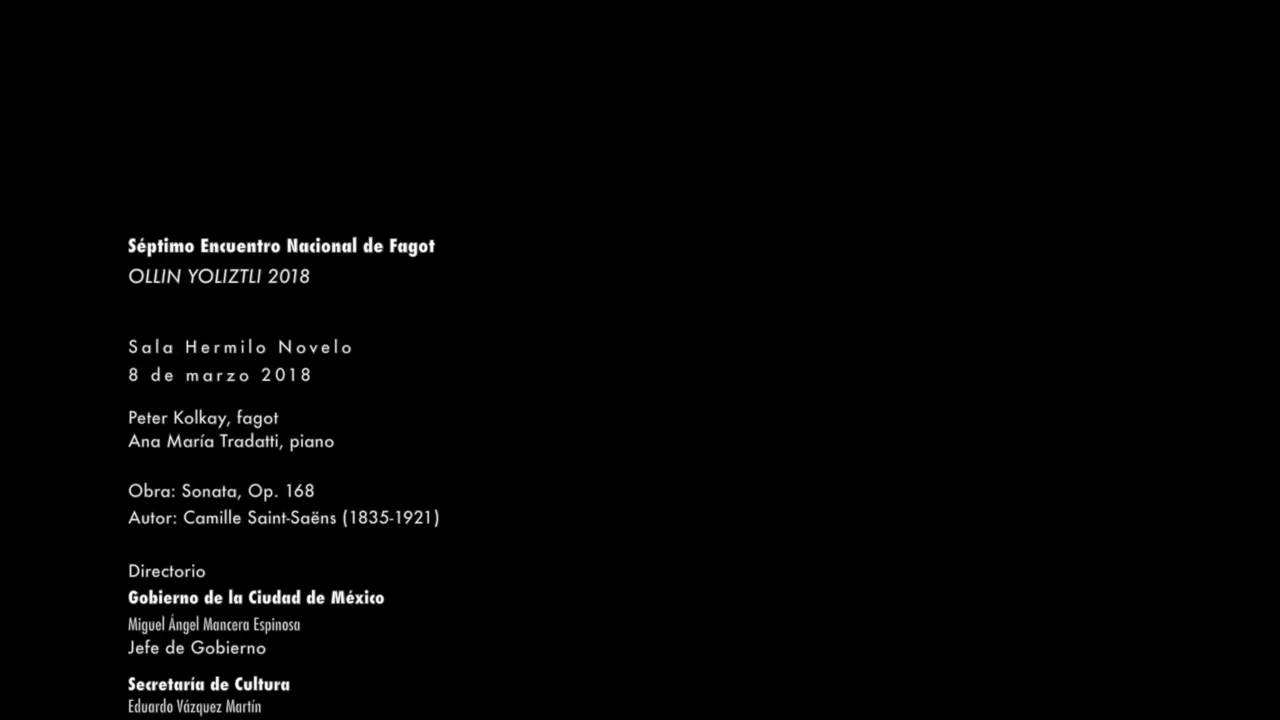 Séptimo Encuentro Nacional de Fagot
OLLIN YOLIZTLI 2018
Sala Hermilo Novelo
8 de marzo 2018
Peter Kolkay, fagot
Ana María Tradatti, piano
Obra: Sonata, Op. 168
Autor: Camille Saint-Saëns (1835-1921)
Directorio
Gobierno de la Ciudad de México
Miguel Ángel Mancera Espinosa
Jefe de Gobierno
Secretaría de Cultura
Eduardo Vázquez Martín